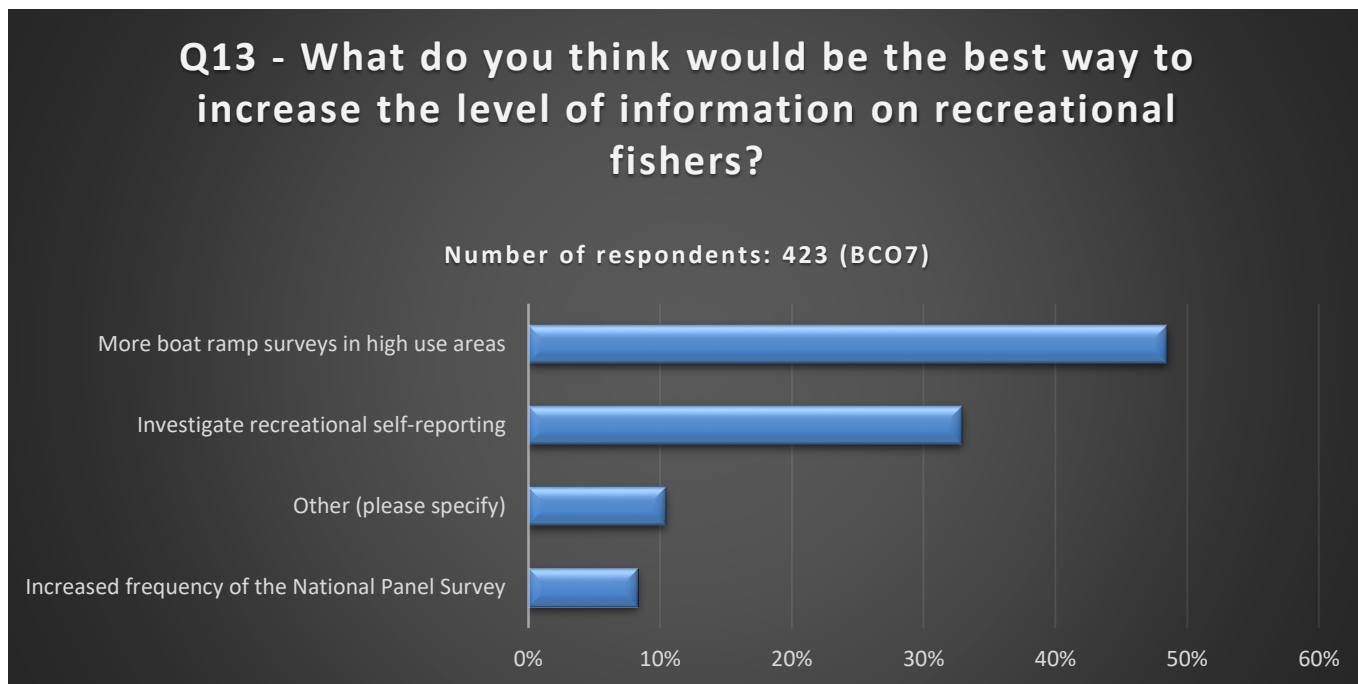 Q13 - What do you think would be the best way to
increase the level of information on recreational
fishers?
Number of respondents: 423 (BCO7)
More boat ramp surveys in high use areas
Investigate recreational self-reporting
Other (please specify)
Increased frequency of the National Panel Survey
0% 10% 20% 30% 40% 50% 60%